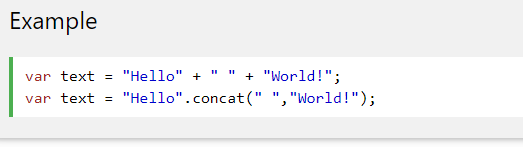 Example
var text = "Hello" + " " + "World!";
var text = "Hello".concat(" ","World!");